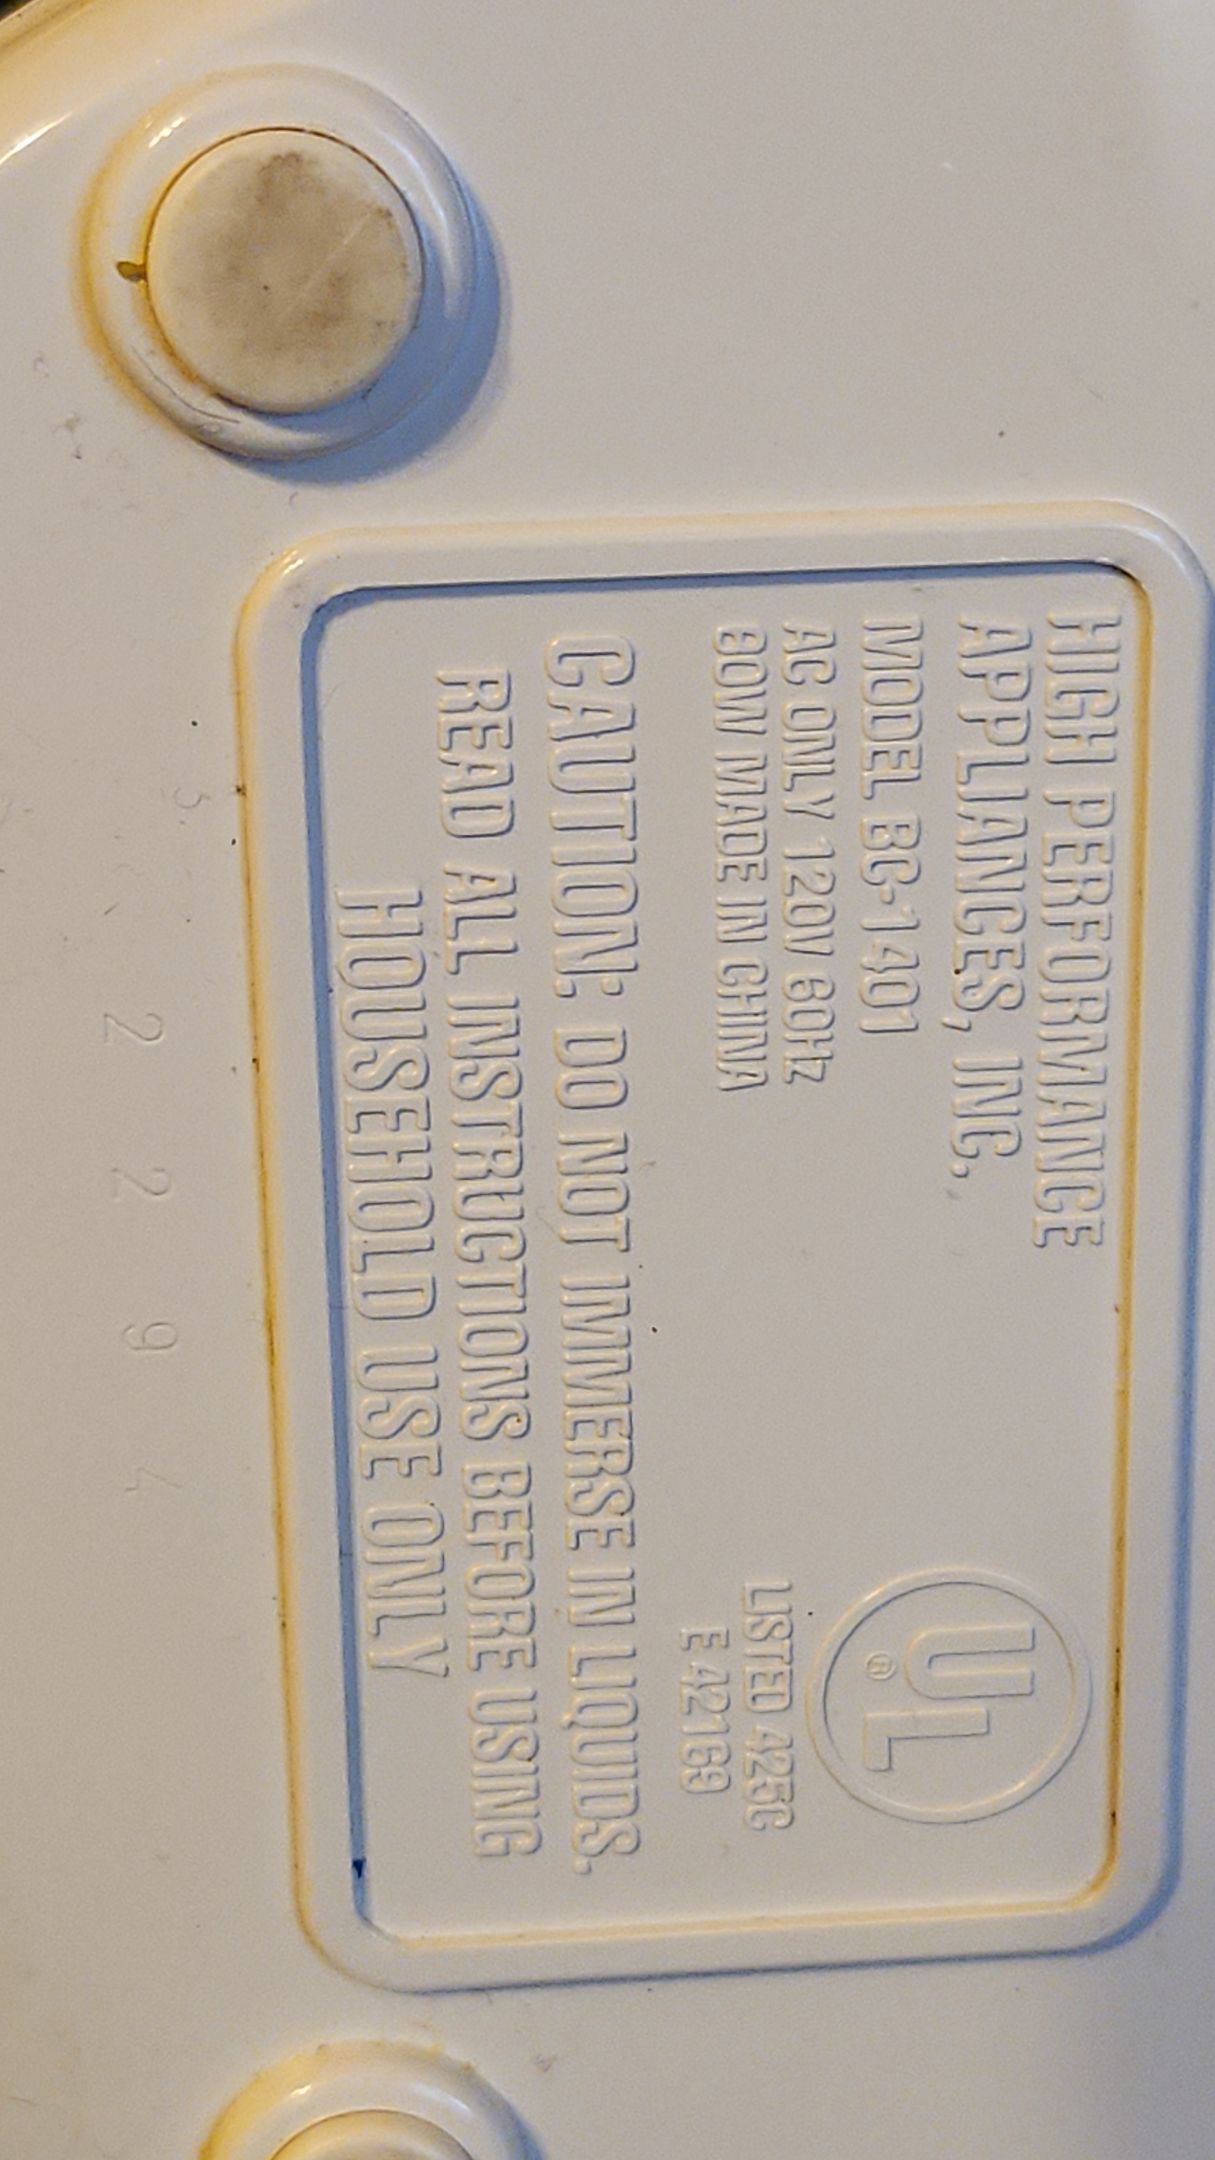 HIGH PERFORMANCE
APPLIANCES, INC.
MODEL BC-1401
AC ONLY 120V 60Hz
80W MADE IN CHINA
UL®
LISTED 425C
E 42169
CAUTION: DO NOT IMMERSE IN LIQUIDS.
READ ALL INSTRUCTIONS BEFORE USING
HOUSEHOLD USE ONLY
2 2 9 4